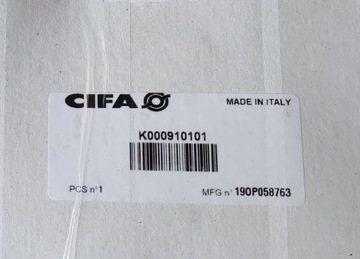 CIFA
MADE IN ITALY
K000910101
PCS n°1
MFG n° 19OP058763